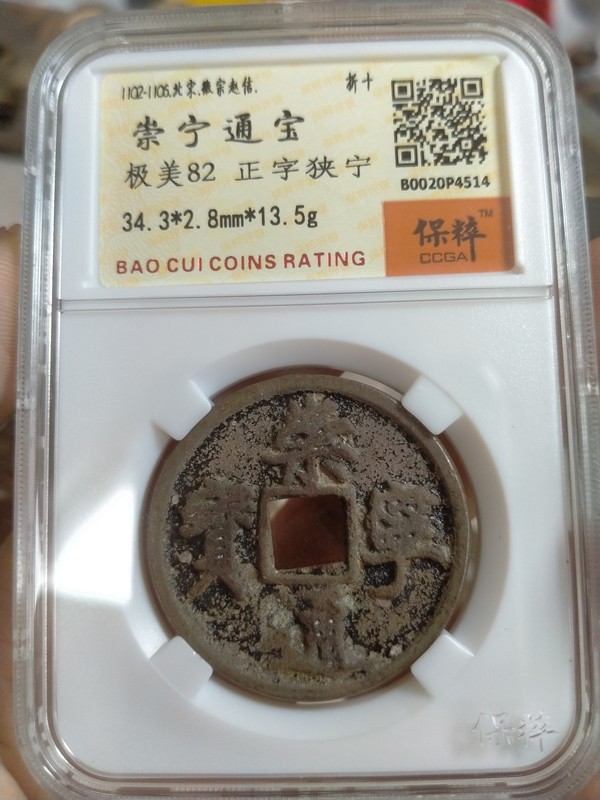 1102-1106.北宋.徽宗赵佶. 折十
崇宁通宝
极美82 正字狭宁
B0020P4514
34.3*2.8mm*13.5g
保粹™
CCGA
BAO CUI COINS RATING
崇
寶 寧
通
保粹